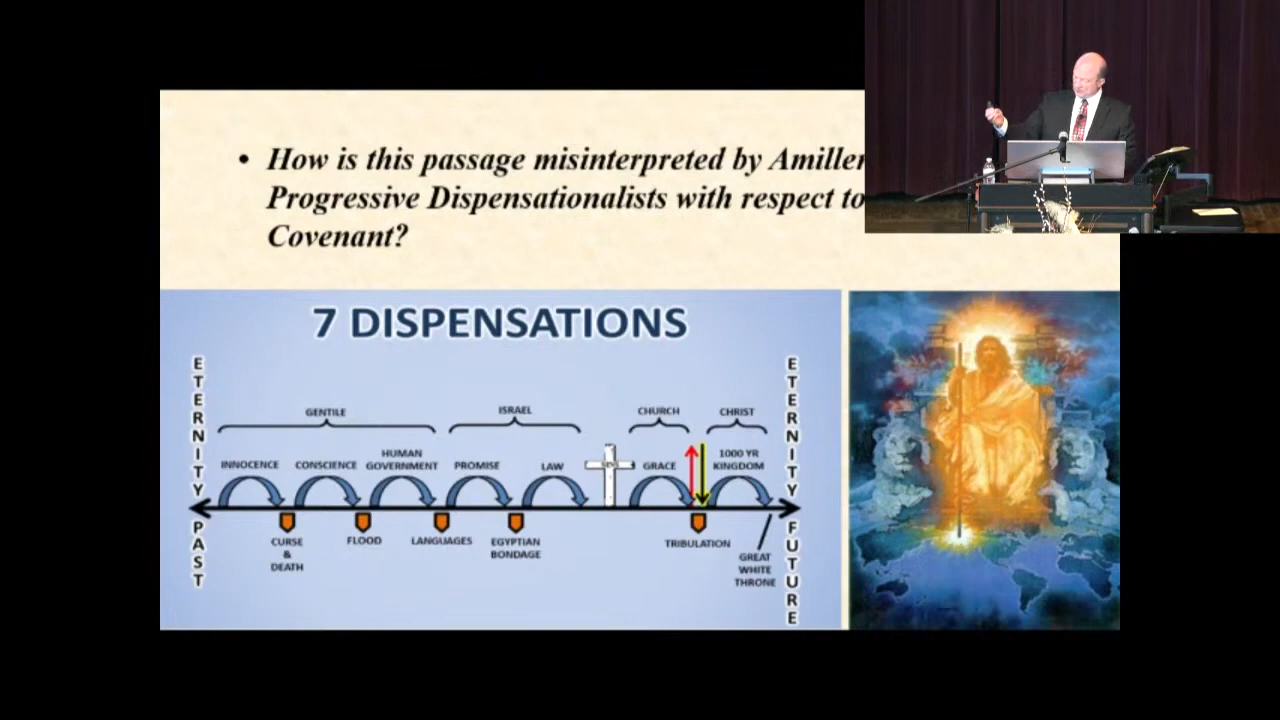 • How is this passage misinterpreted by Amiller
Progressive Dispensationalists with respect to
Covenant?
7 DISPENSATIONS
ETERNITY PAST
GENTILE
ISRAEL
CHURCH
CHRIST
INNOCENCE
CONSCIENCE
HUMAN
GOVERNMENT
PROMISE
LAW
GRACE
1000 YR
KINGDOM
CURSE
&
DEATH
FLOOD
LANGUAGES
EGYPTIAN
BONDAGE
TRIBULATION
GREAT
WHITE
THRONE
ETERNITY FUTURE